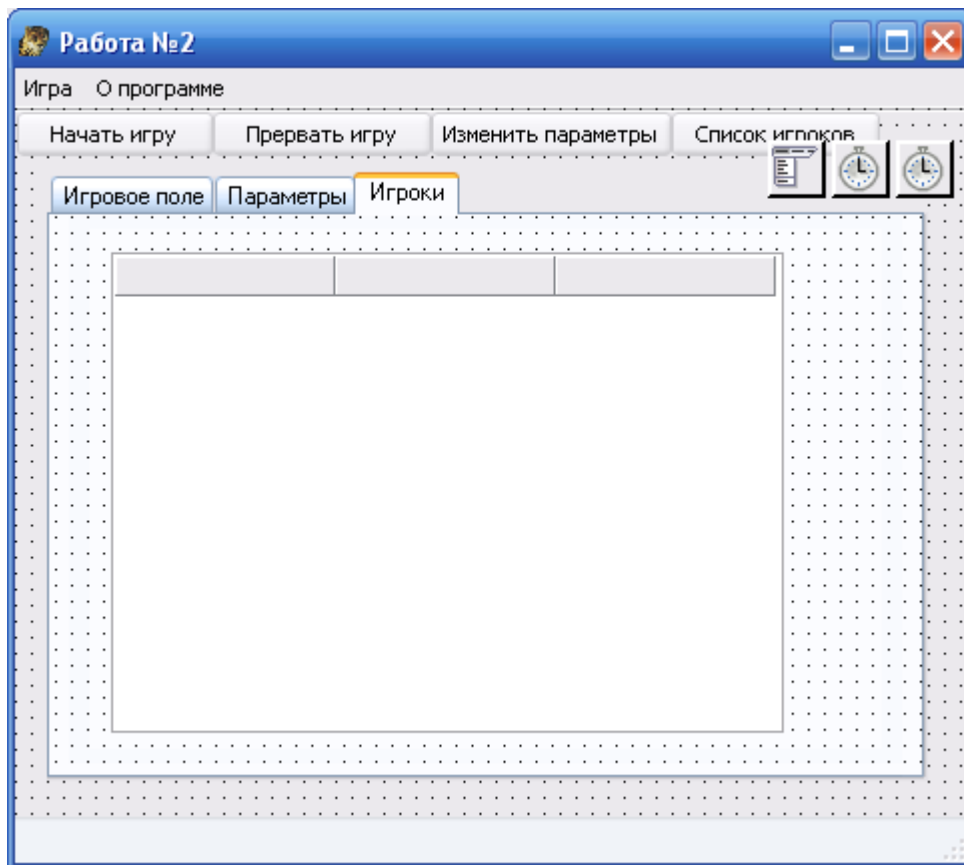 Работа №2
Игра О программе
Начать игру Прервать игру Изменить параметры Список игроков
Игровое поле Параметры Игроки